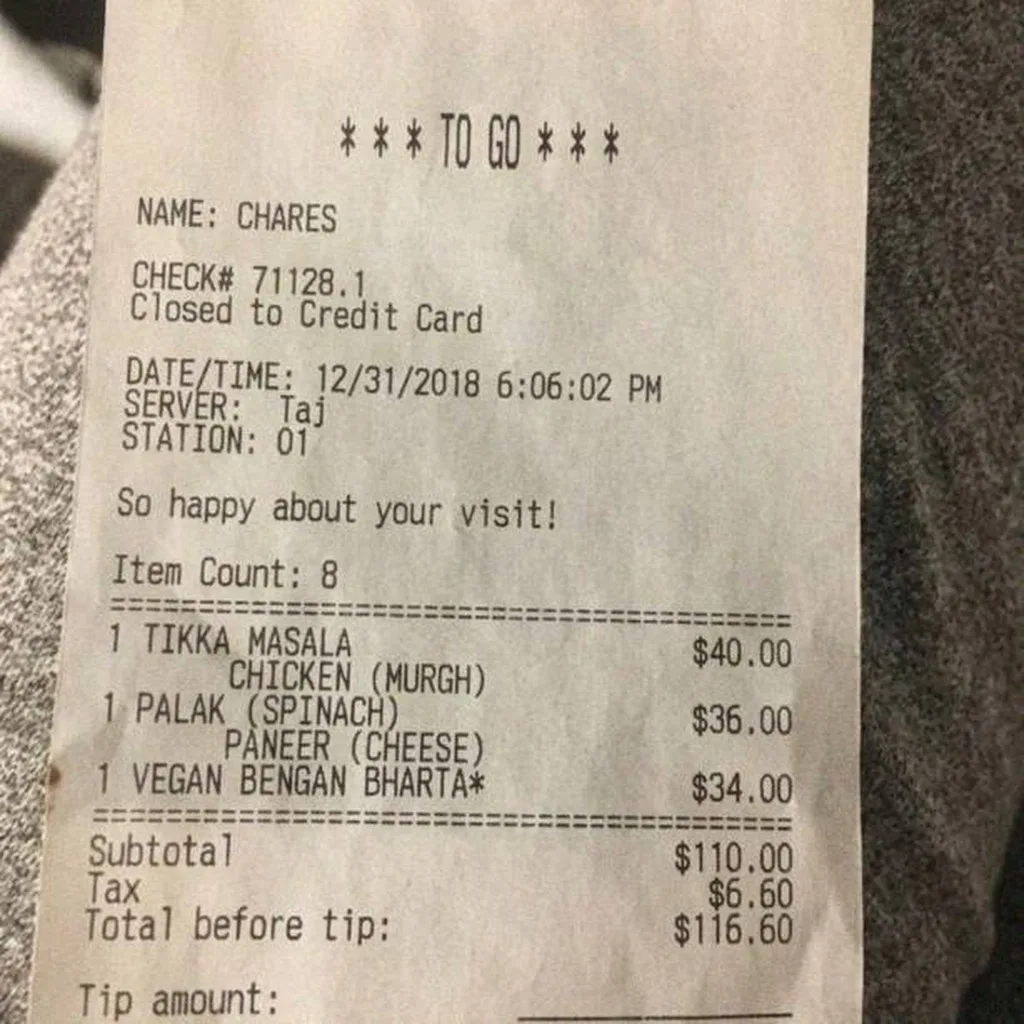 *** TO GO ***
NAME: CHARES
CHECK# 71128.1
Closed to Credit Card
DATE/TIME: 12/31/2018 6:06:02 PM
SERVER: Taj
STATION: 01
So happy about your visit!
Item Count: 8
========================================
1 TIKKA MASALA $40.00
CHICKEN (MURGH)
1 PALAK (SPINACH) $36.00
PANEER (CHEESE)
1 VEGAN BENGAN BHARTA* $34.00
========================================
Subtotal $110.00
Tax $6.60
Total before tip: $116.60
Tip amount: